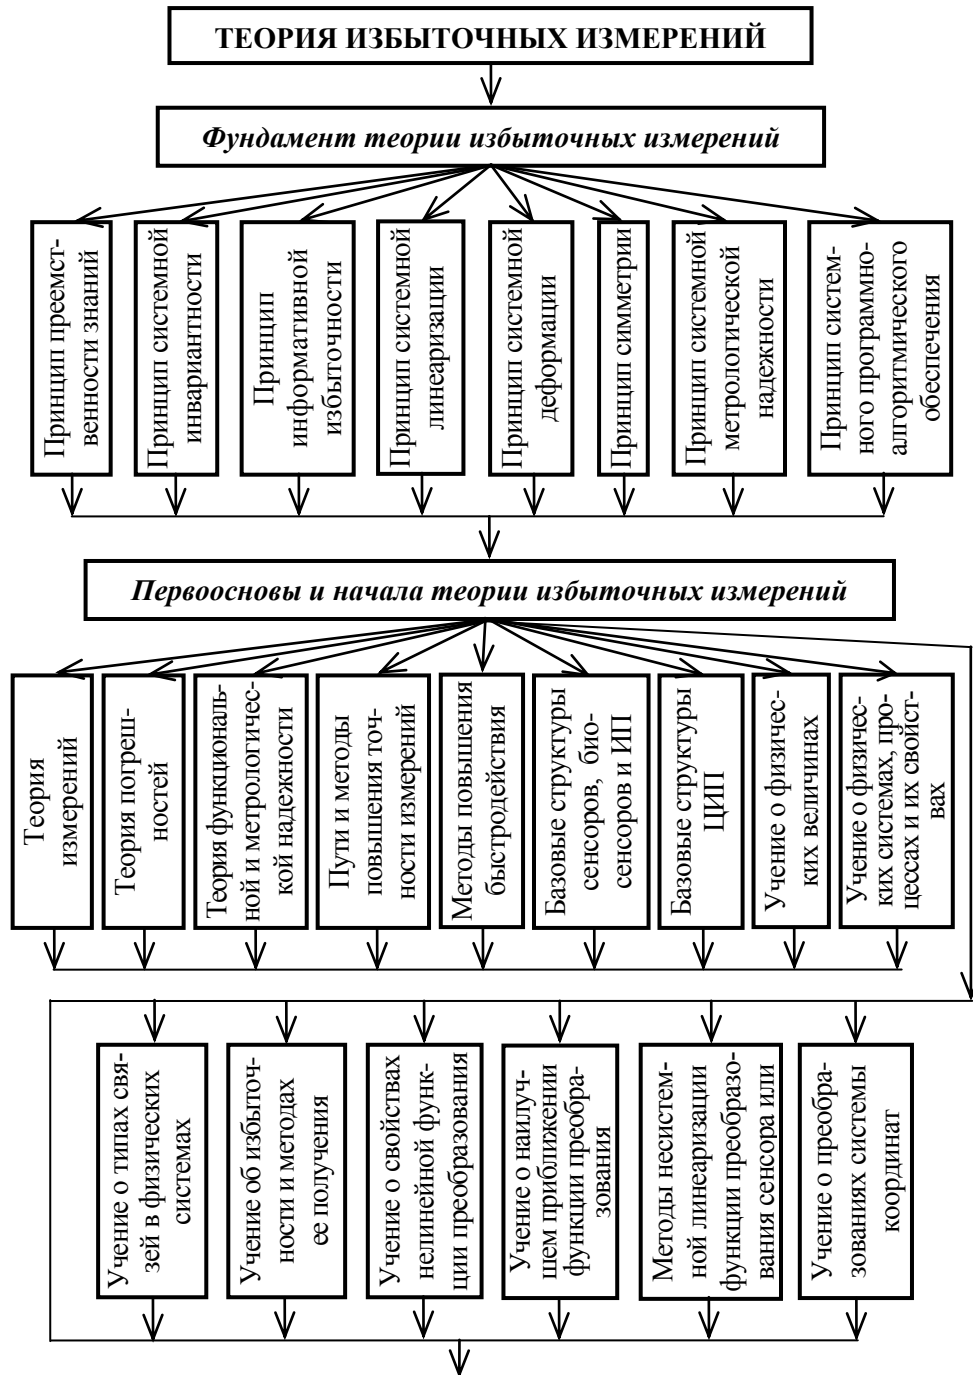 ТЕОРИЯ ИЗБЫТОЧНЫХ ИЗМЕРЕНИЙ
Фундамент теории избыточных измерений
Принцип преемст-
венности знаний
Принцип системной
инвариантности
Принцип
информативной
избыточности
Принцип системной
линеаризации
Принцип системной
деформации
Принцип симметрии
Принцип системной
метрологической
надежности
Принцип систем-
ного программно-
алгоритмического
обеспечения
Первоосновы и начала теории избыточных измерений
Теория
измерений
Теория погреш-
ностей
Теория функциональ-
ной и метрологичес-
кой надежности
Пути и методы
повышения точ-
ности измерений
Методы повышения
быстродействия
Базовые структуры
сенсоров, био-
сенсоров и ИП
Базовые структуры
ЦИП
Учение о физичес-
ких величинах
Учение о физичес-
ких системах, про-
цессах и их свойст-
вах
Учение о типах свя-
зей в физических
системах
Учение об избыточ-
ности и методах
ее получения
Учение о свойствах
нелинейной функ-
ции преобразования
Учение о наилуч-
шем приближении
функции преобра-
зования
Методы несистем-
ной линеаризации
функции преобразо-
вания сенсора или
Учение о преобра-
зованиях системы
координат